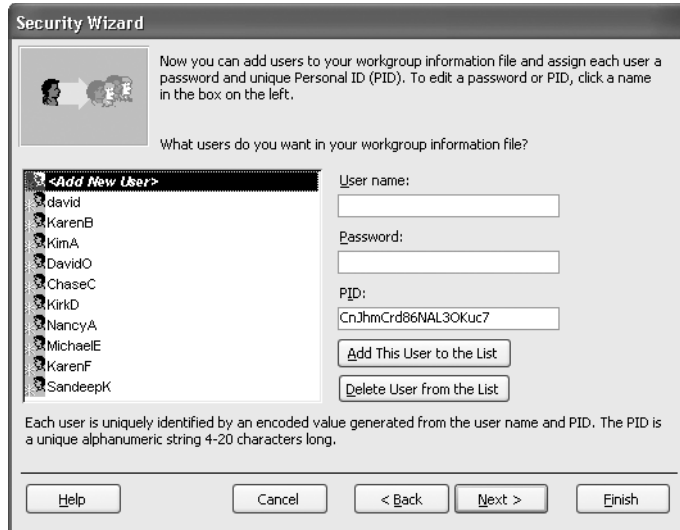 Security Wizard
Now you can add users to your workgroup information file and assign each user a
password and unique Personal ID (PID). To edit a password or PID, click a name
in the box on the left.
What users do you want in your workgroup information file?
<Add New User>
david
KarenB
KimA
DavidO
ChaseC
KirkD
NancyA
MichaelE
KarenF
SandeepK
User name:
Password:
PID:
CnJhmCrd86NAL3OKuc7
Add This User to the List
Delete User from the List
Each user is uniquely identified by an encoded value generated from the user name and PID. The PID is
a unique alphanumeric string 4-20 characters long.
Help Cancel < Back Next > Finish